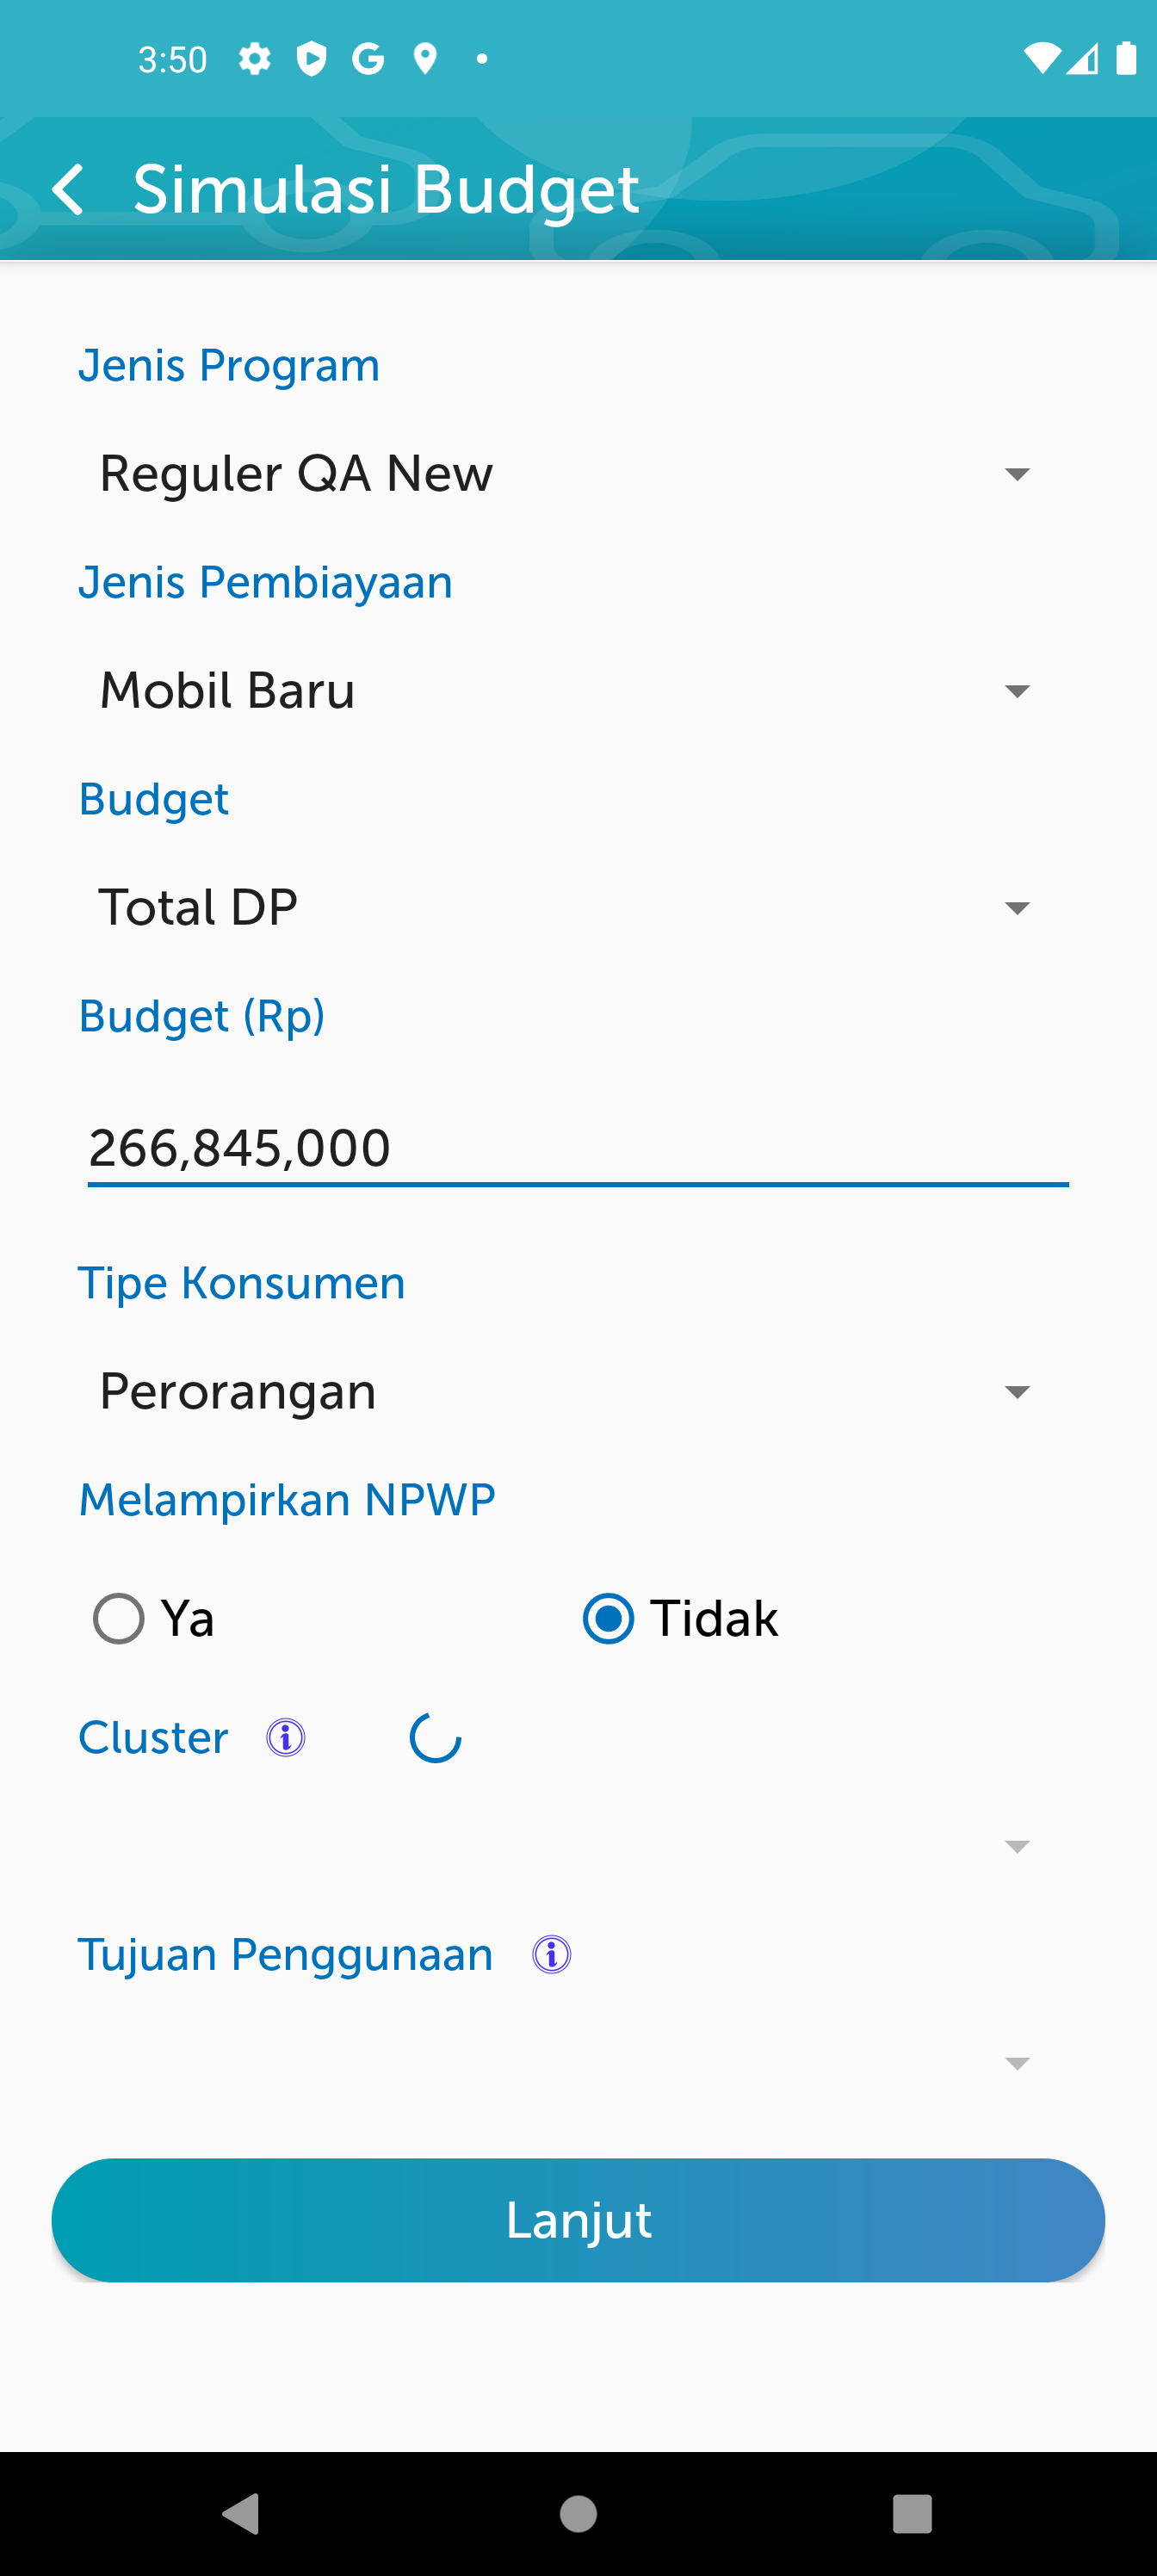 3:50
Simulasi Budget
Jenis Program
Reguler QA New
Jenis Pembiayaan
Mobil Baru
Budget
Total DP
Budget (Rp)
266,845,000
Tipe Konsumen
Perorangan
Melampirkan NPWP
Ya Tidak
Cluster
Tujuan Penggunaan
Lanjut